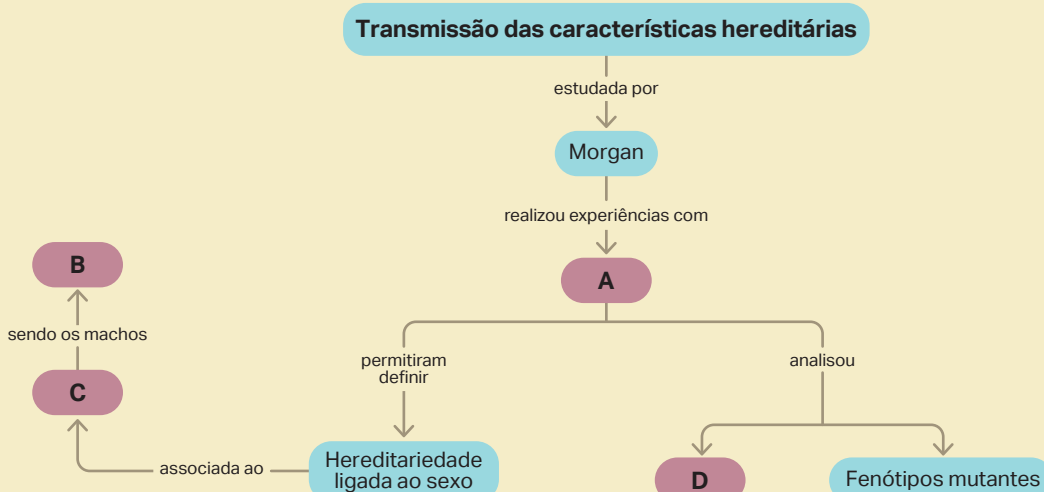 Transmissão das características hereditárias
estudada por
Morgan
realizou experiências com
A
B
sendo os machos
C
permitiram
definir
analisou
associada ao
Hereditariedade
ligada ao sexo
D
Fenótipos mutantes